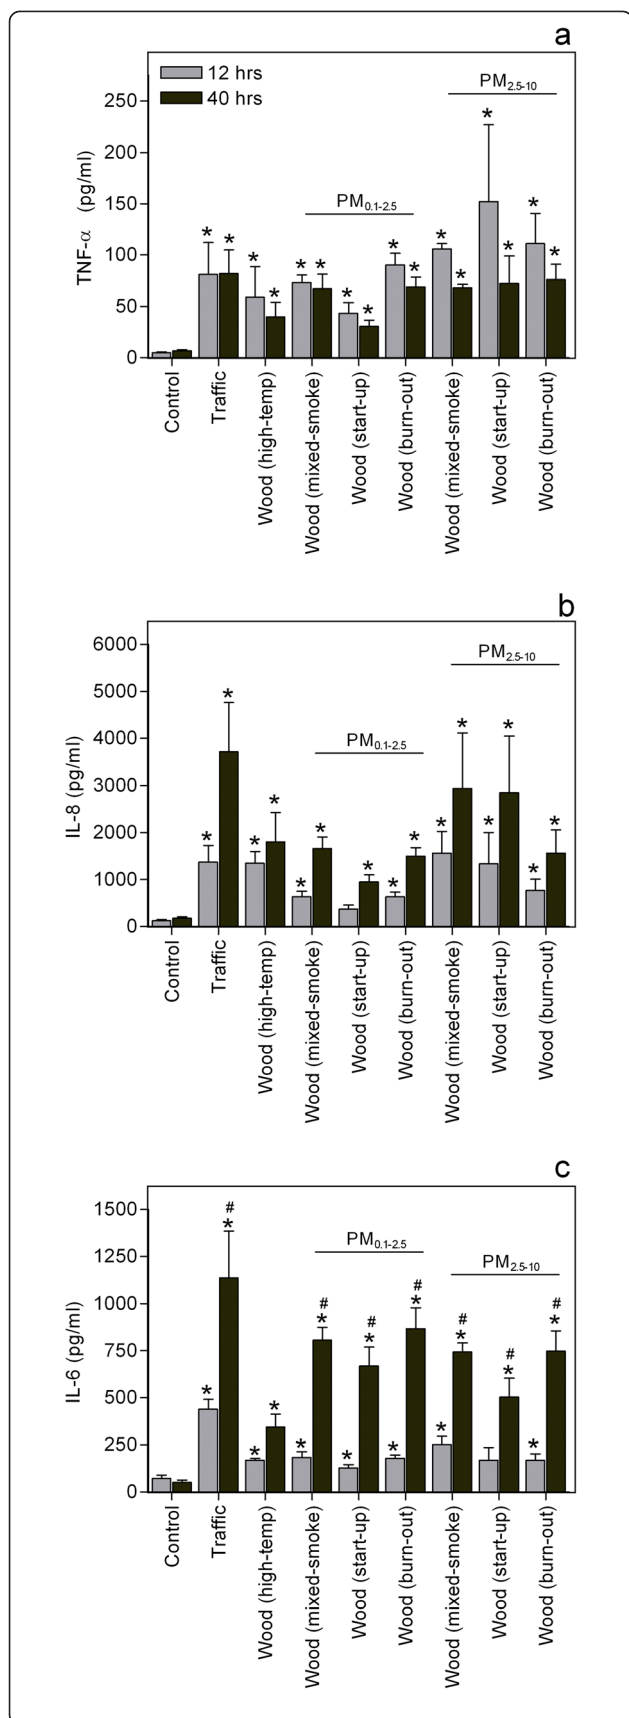 a
12 hrs
40 hrs
PM2.5-10
PM0.1-2.5
TNF-α (pg/ml)
250
200
150
100
50
0
* * * * * * * * * * * * * * * *
Control
Traffic
Wood (high-temp)
Wood (mixed-smoke)
Wood (start-up)
Wood (burn-out)
Wood (mixed-smoke)
Wood (start-up)
Wood (burn-out)
b
PM2.5-10
PM0.1-2.5
IL-8 (pg/ml)
6000
5000
4000
3000
2000
1000
0
* * * * * * * * * * * * * * *
Control
Traffic
Wood (high-temp)
Wood (mixed-smoke)
Wood (start-up)
Wood (burn-out)
Wood (mixed-smoke)
Wood (start-up)
Wood (burn-out)
c
PM0.1-2.5
PM2.5-10
IL-6 (pg/ml)
1500
1250
1000
750
500
250
0
# # # # # # #
* * * * * * * * * * * * * * *
Control
Traffic
Wood (high-temp)
Wood (mixed-smoke)
Wood (start-up)
Wood (burn-out)
Wood (mixed-smoke)
Wood (start-up)
Wood (burn-out)